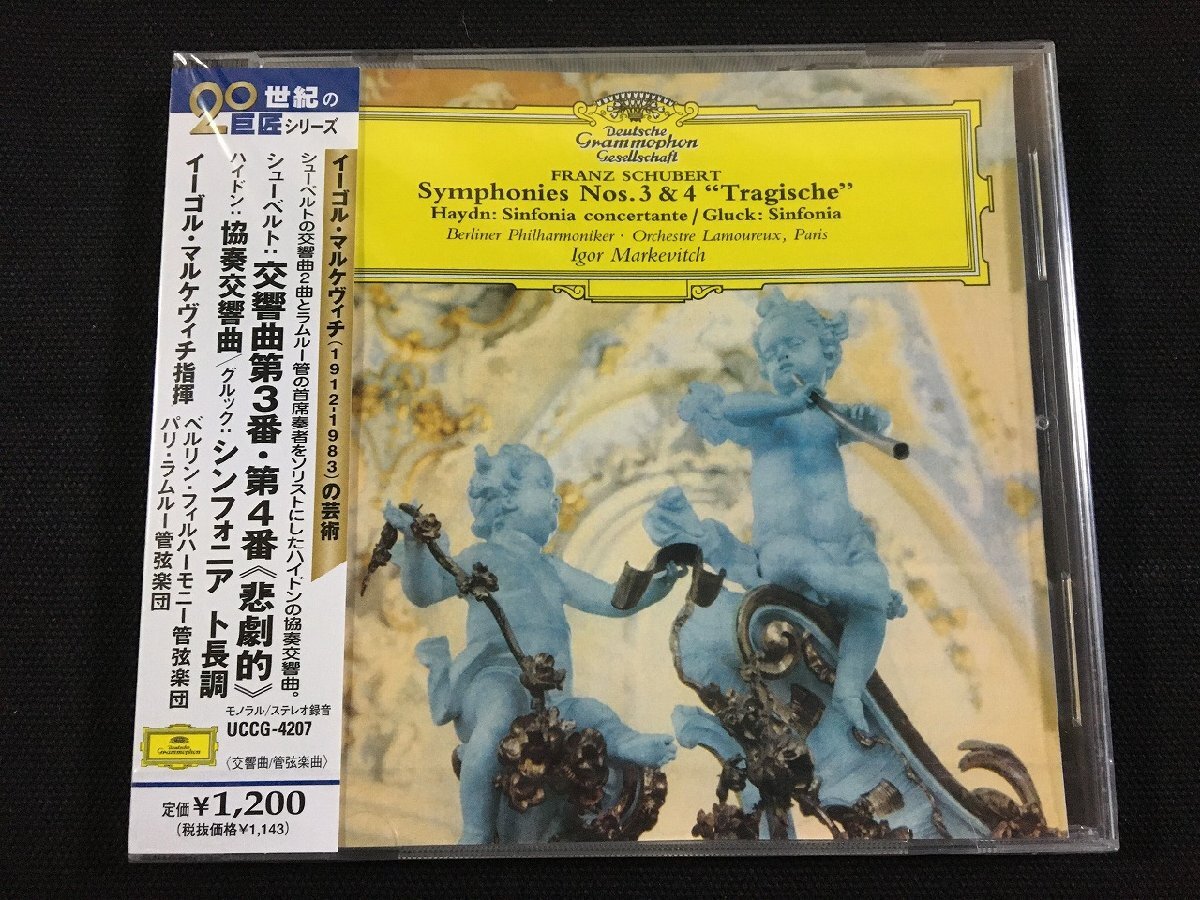 20世紀の
巨匠シリーズ
イーゴル・マルケヴィチ(1912-1983)の芸術
シューベルトの交響曲2曲とラムルー管の首席奏者をソリストにしたハイドンの協奏交響曲。
シューベルト:交響曲第3番・第4番《悲劇的》
ハイドン:協奏交響曲/グルック:シンフォニア ト長調
イーゴル・マルケヴィチ指揮
ベルリン・フィルハーモニー管弦楽団
パリ・ラムルー管弦楽団
モノラル/ステレオ録音
UCCG-4207
Deutsche
Grammophon
〈交響曲/管弦楽曲〉
定価¥1,200
(税抜価格¥1,143)
Deutsche
Grammophon
Gesellschaft
FRANZ SCHUBERT
Symphonies Nos. 3 & 4 “Tragische”
Haydn: Sinfonia concertante / Gluck: Sinfonia
Berliner Philharmoniker · Orchestre Lamoureux, Paris
Igor Markevitch